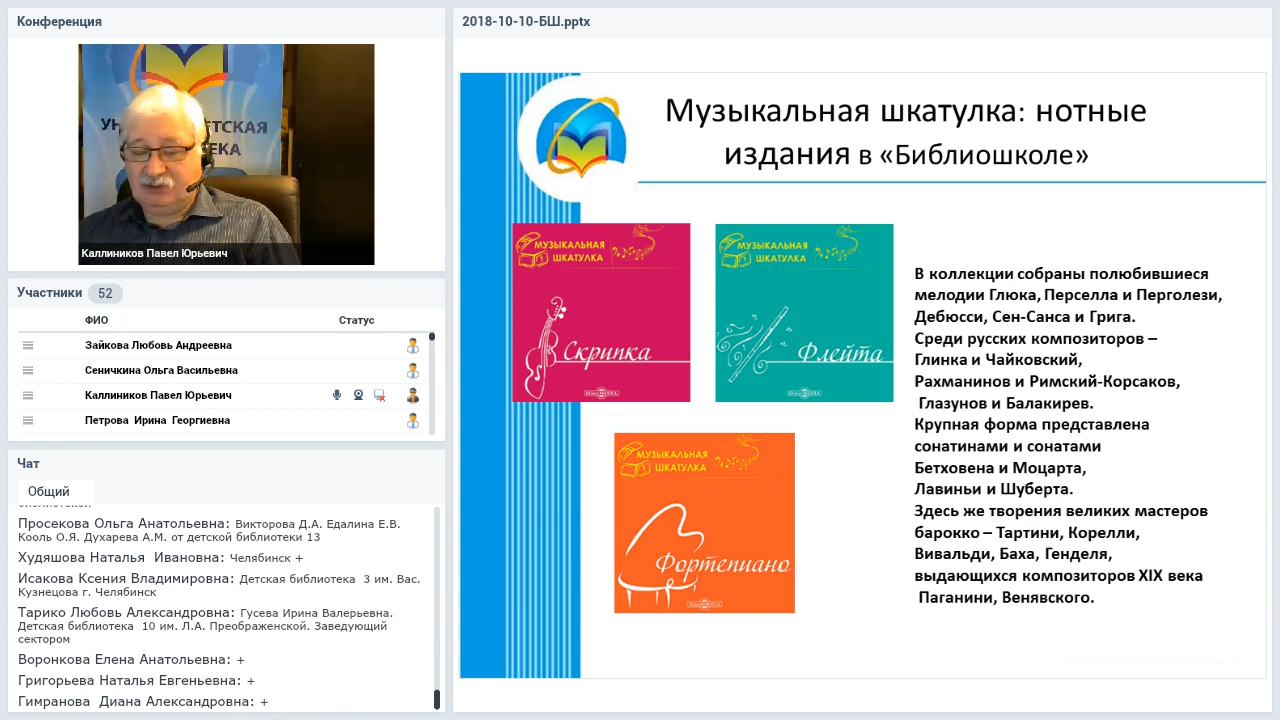 Конференция
УН ЕТСКАЯ
ЕКА
Каллиников Павел Юрьевич
Участники 52
ФИО Статус
Зайкова Любовь Андреевна
Сеничкина Ольга Васильевна
Каллиников Павел Юрьевич
Петрова Ирина Георгиевна
Чат
Общий
Просекова Ольга Анатольевна: Викторова Д.А. Едалина Е.В.
Кооль О.Я. Духарева А.М. от детской библиотеки 13
Худяшова Наталья Ивановна: Челябинск +
Исакова Ксения Владимировна: Детская библиотека 3 им. Вас.
Кузнецова г. Челябинск
Тарико Любовь Александровна: Гусева Ирина Валерьевна.
Детская библиотека 10 им. Л.А. Преображенской. Заведующий
сектором
Воронкова Елена Анатольевна: +
Григорьева Наталья Евгеньевна: +
Гимранова Диана Александровна: +
2018-10-10-БШ.pptx
Музыкальная шкатулка: нотные
издания в «Библиошколе»
МУЗЫКАЛЬНАЯ
ШКАТУЛКА
Скрипка
DirectMEDIA
МУЗЫКАЛЬНАЯ
ШКАТУЛКА
Флейта
DirectMEDIA
МУЗЫКАЛЬНАЯ
ШКАТУЛКА
Фортепиано
DirectMEDIA
В коллекции собраны полюбившиеся
мелодии Глюка, Перселла и Перголези,
Дебюсси, Сен-Санса и Грига.
Среди русских композиторов –
Глинка и Чайковский,
Рахманинов и Римский-Корсаков,
Глазунов и Балакирев.
Крупная форма представлена
сонатинами и сонатами
Бетховена и Моцарта,
Лавиньи и Шуберта.
Здесь же творения великих мастеров
барокко – Тартини, Корелли,
Вивальди, Баха, Генделя,
выдающихся композиторов XIX века
Паганини, Венявского.